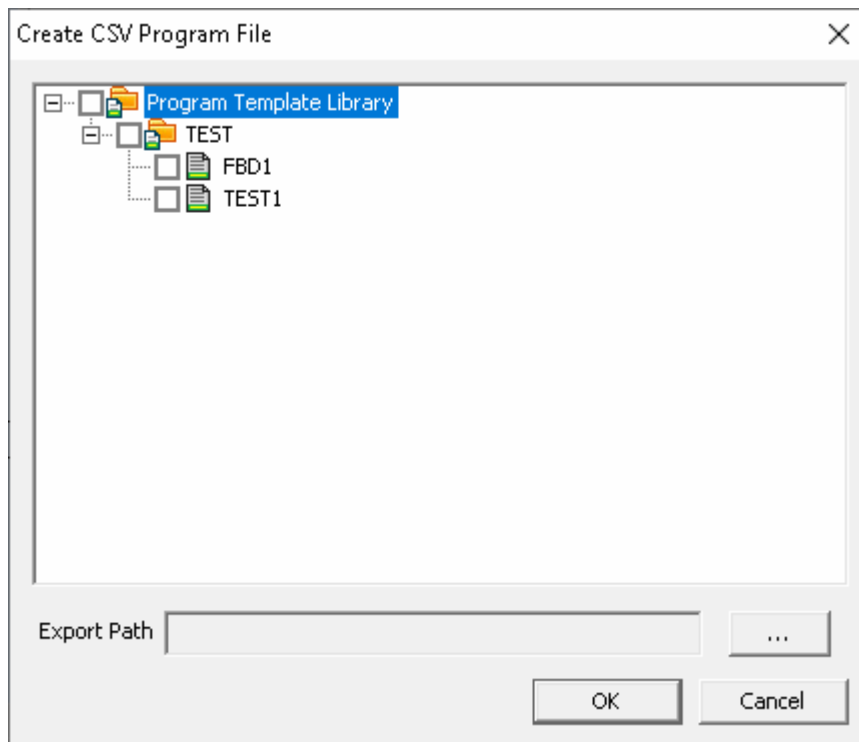 Create CSV Program File
Program Template Library
TEST
FBD1
TEST1
Export Path
...
OK
Cancel